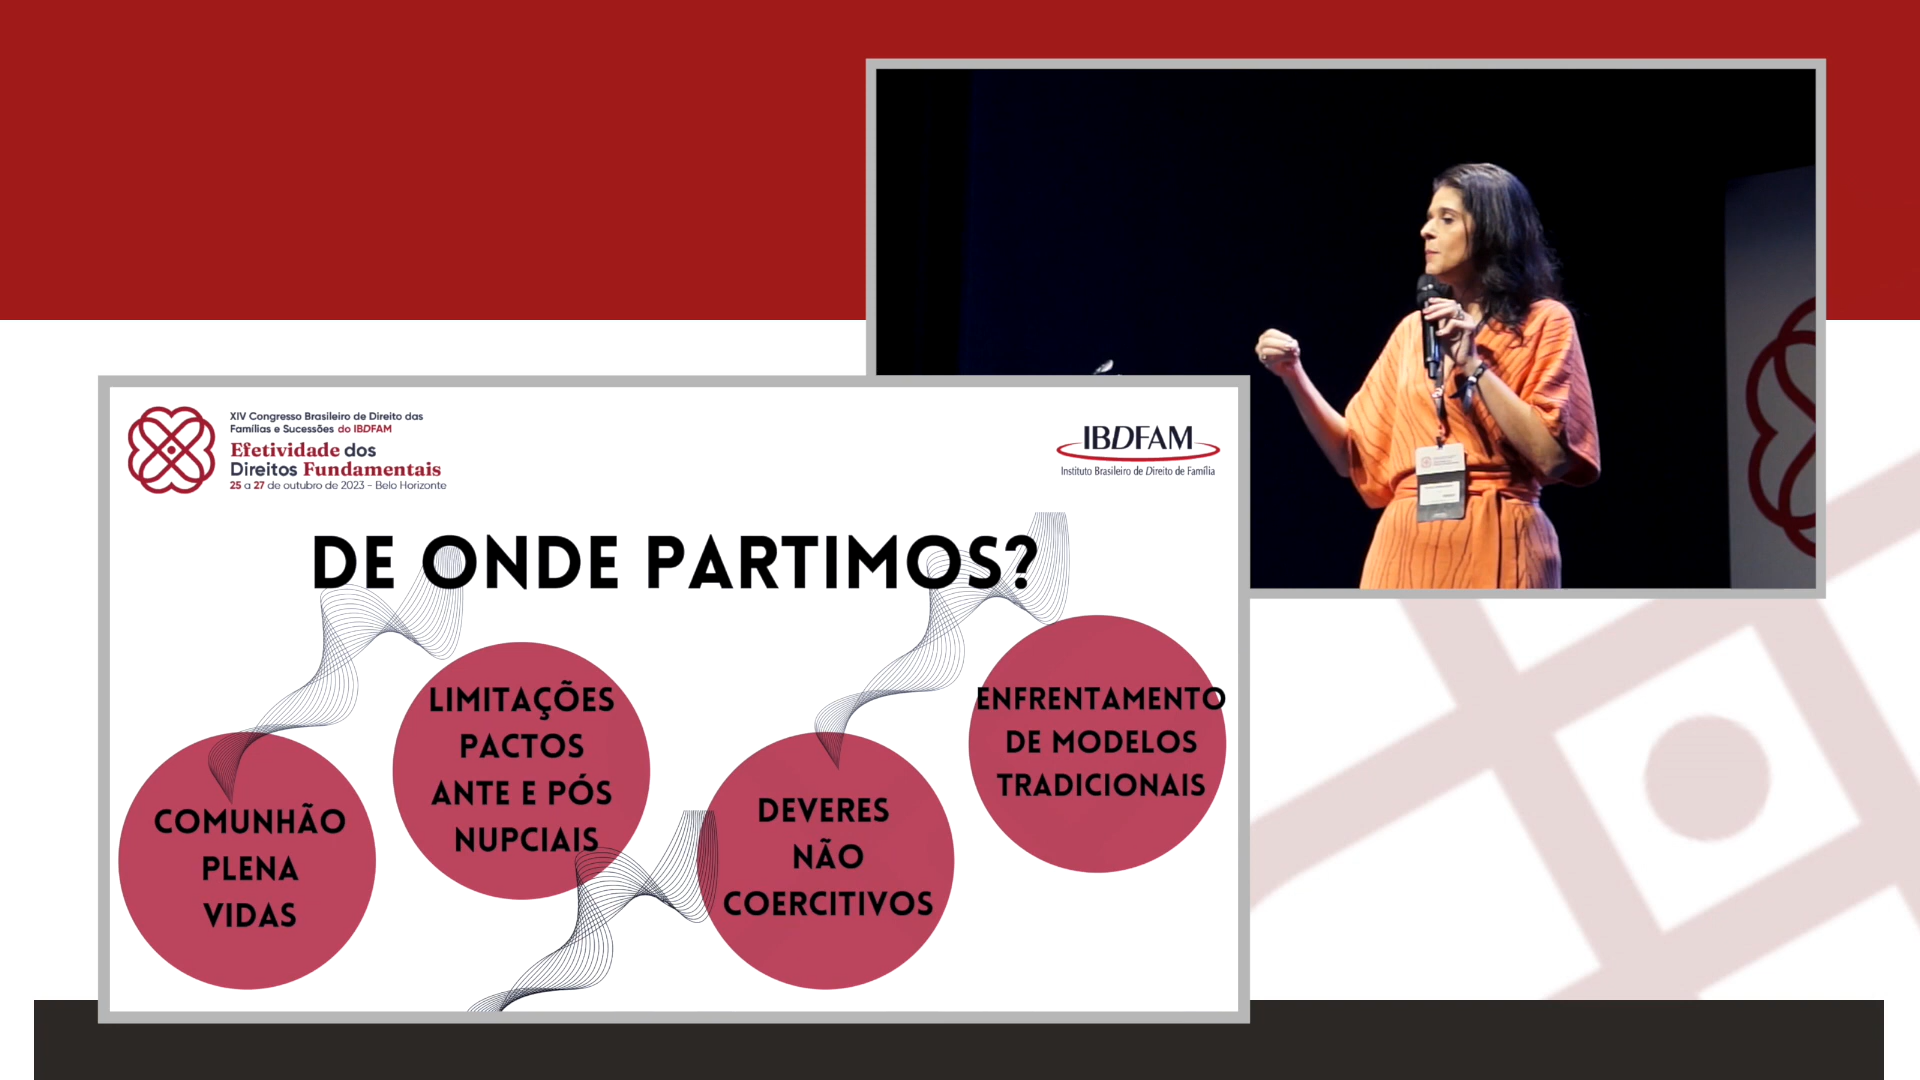 XIV Congresso Brasileiro de Direito das
Famílias e Sucessões do IBDFAM
Efetividade dos
Direitos Fundamentais
25 a 27 de outubro de 2023 - Belo Horizonte
IBDFAM
Instituto Brasileiro de Direito de Família
DE ONDE PARTIMOS?
COMUNHÃO
PLENA
VIDAS
LIMITAÇÕES
PACTOS
ANTE E PÓS
NUPCIAIS
DEVERES
NÃO
COERCITIVOS
ENFRENTAMENTO
DE MODELOS
TRADICIONAIS